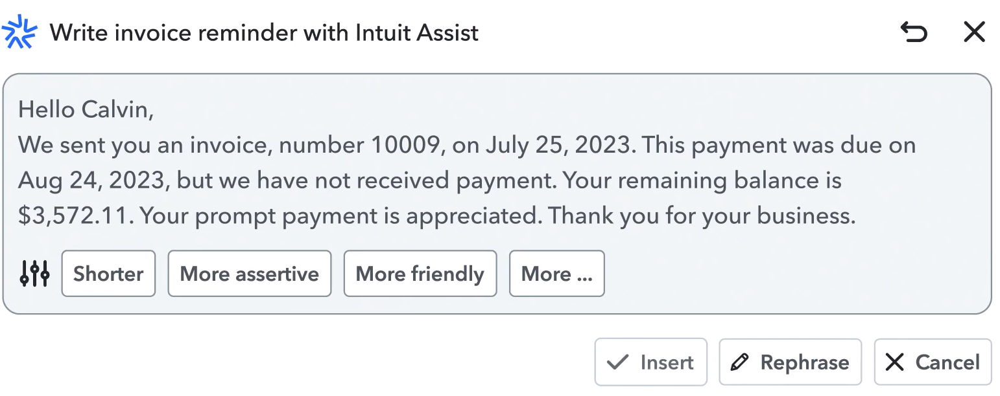 Write invoice reminder with Intuit Assist
Hello Calvin,
We sent you an invoice, number 10009, on July 25, 2023. This payment was due on
Aug 24, 2023, but we have not received payment. Your remaining balance is
$3,572.11. Your prompt payment is appreciated. Thank you for your business.
Shorter More assertive More friendly More ...
Insert Rephrase Cancel